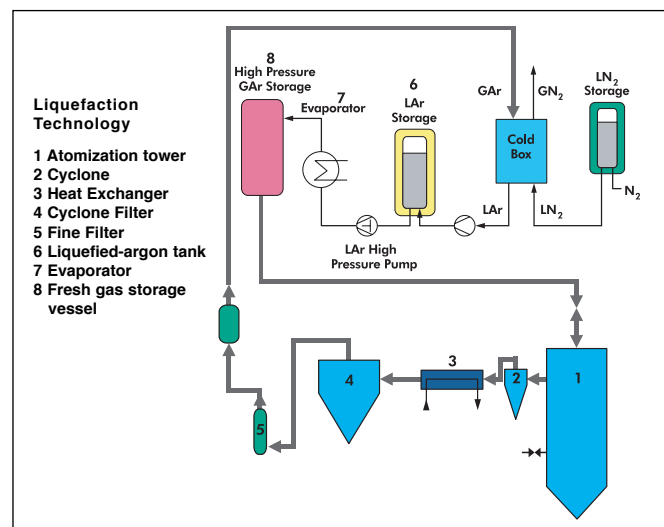 Liquefaction
Technology
1 Atomization tower
2 Cyclone
3 Heat Exchanger
4 Cyclone Filter
5 Fine Filter
6 Liquefied-argon tank
7 Evaporator
8 Fresh gas storage
vessel
8
High Pressure
GAr Storage
7
Evaporator
6
LAr
Storage
GAr
GN2
LN2
Storage
Cold
Box
N2
LAr
LN2
LAr High
Pressure Pump
3
4
2
1
5